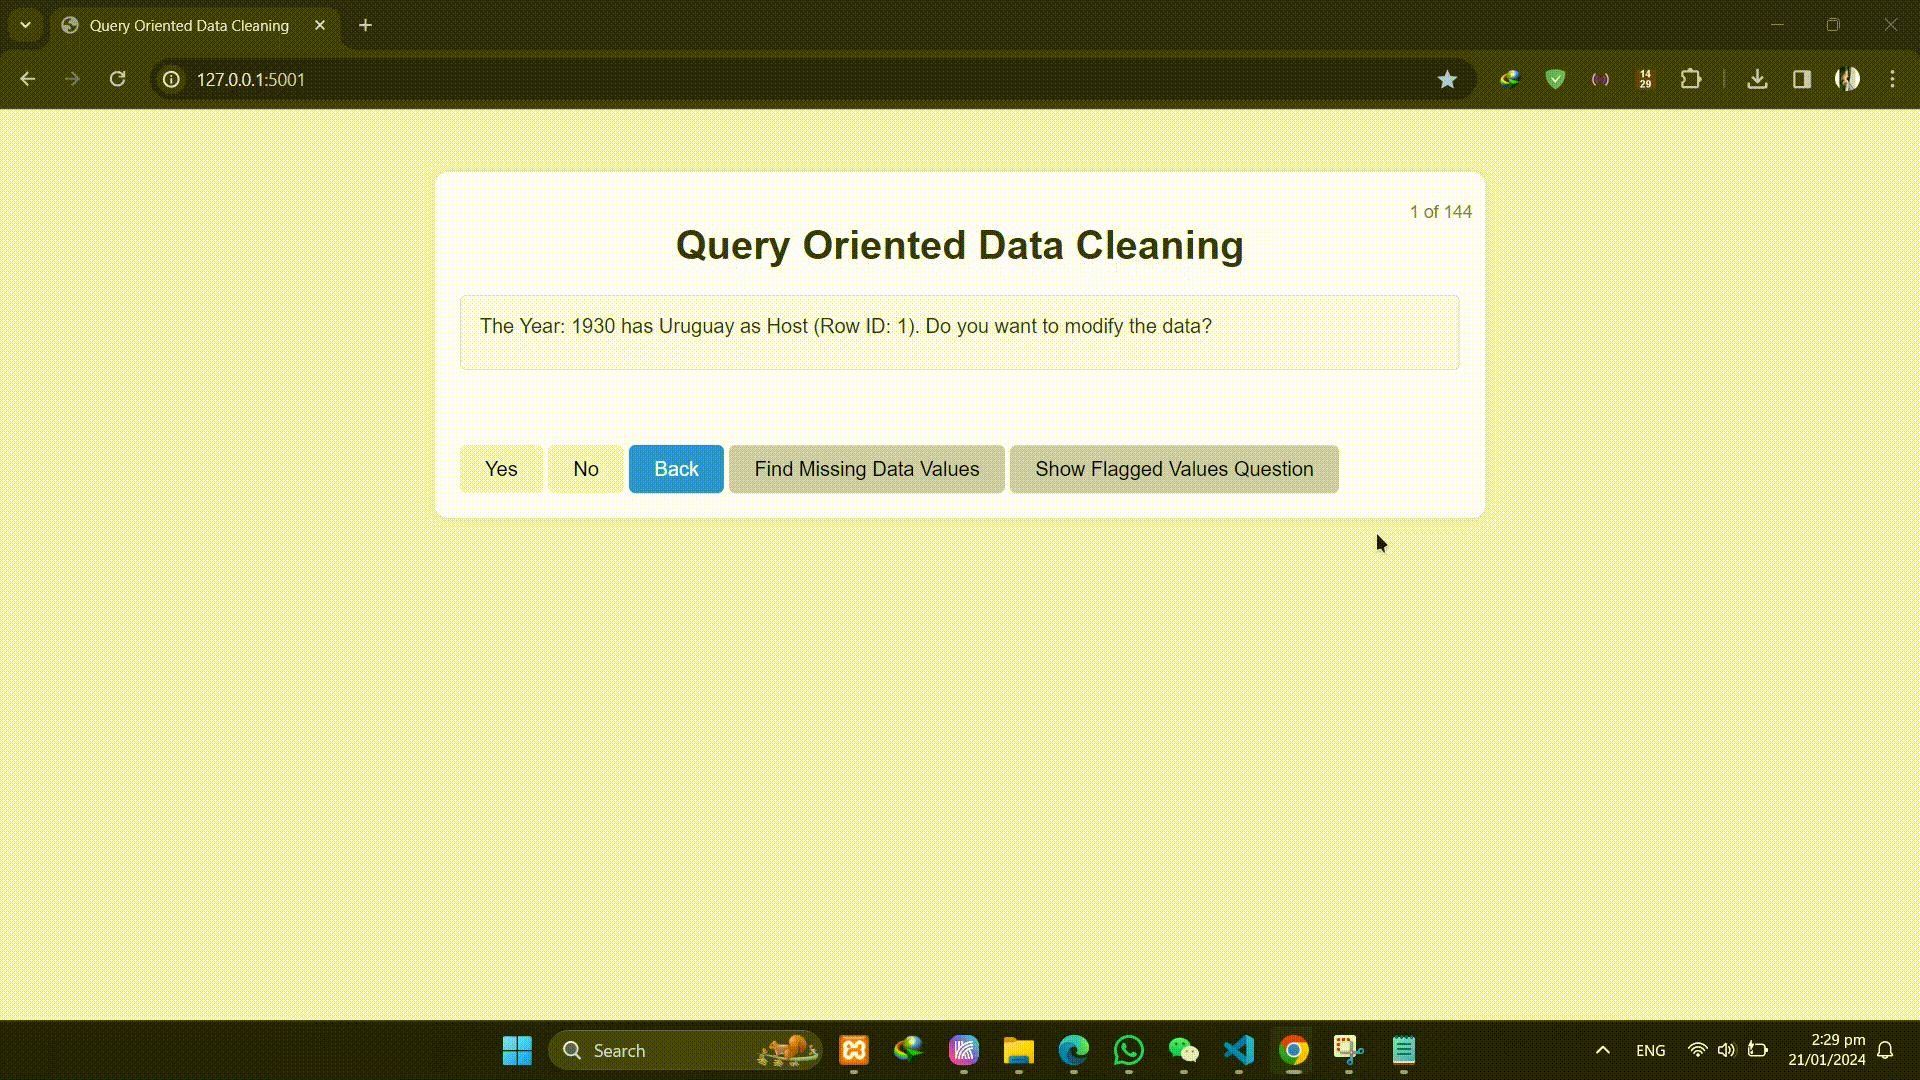 Query Oriented Data Cleaning
127.0.0.1:5001
14
29
1 of 144
Query Oriented Data Cleaning
The Year: 1930 has Uruguay as Host (Row ID: 1). Do you want to modify the data?
Yes No Back Find Missing Data Values Show Flagged Values Question
Search
ENG
2:29 pm
21/01/2024